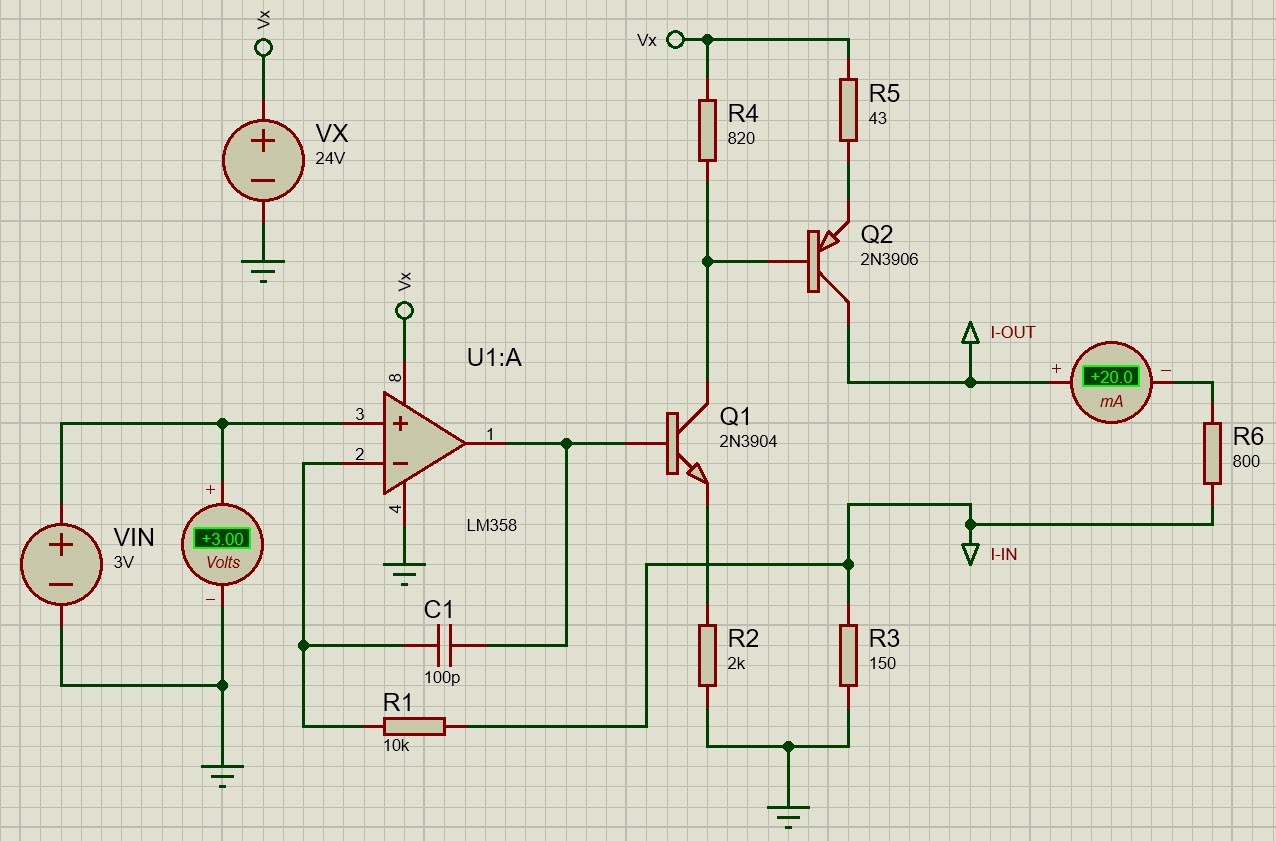 Vx
VX
24V
Vx
R4
820
R5
43
Q2
2N3906
Vx
U1:A
8
3
2
1
4
LM358
Q1
2N3904
I-OUT
+
+20.0
mA
−
R6
800
I-IN
VIN
3V
+
+3.00
Volts
−
C1
100p
R1
10k
R2
2k
R3
150